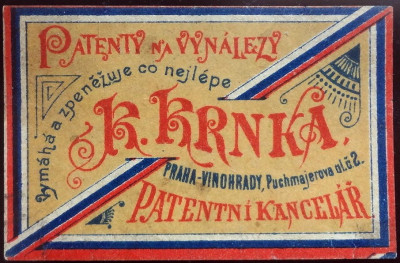 PATENTY NA VYNÁLEZY
vymáhá a zpeněžuje co nejlépe
K. KRNKA,
PRAHA-VINOHRADY, Puchmajerova ul. č. 2.
PATENTNÍ KANCELÁŘ.